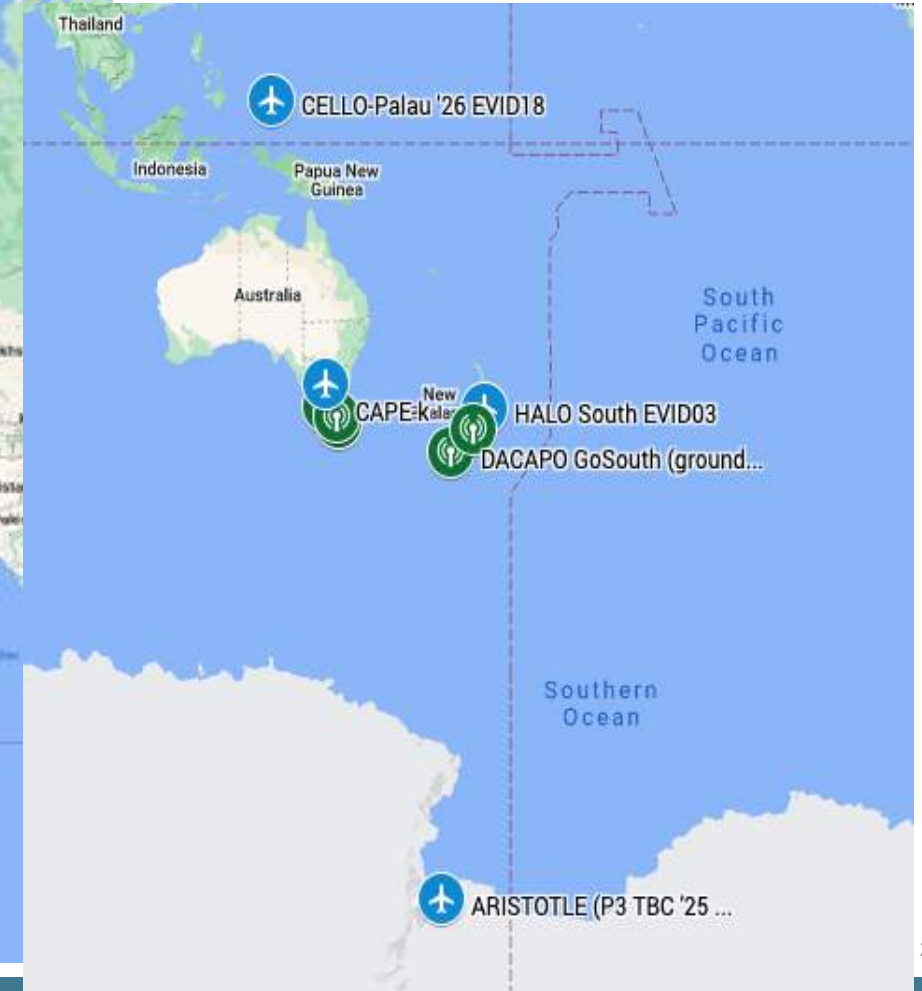 Thailand
CELLO-Palau '26 EVID18
Indonesia
Papua New
Guinea
Australia
South
Pacific
Ocean
New
CAPE-k
HALO South EVID03
DACAPO GoSouth (ground...
Southern
Ocean
ARISTOTLE (P3 TBC '25 ...